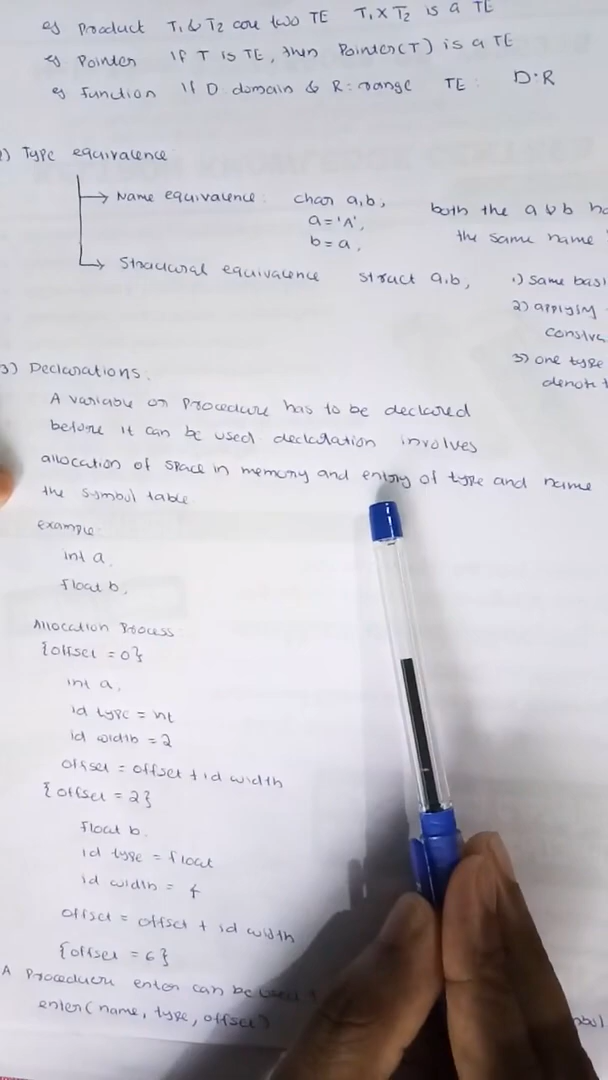 eg Product T1 & T2 are two TE T1 X T2 is a TE
eg Pointer If T is TE, then Pointer(T) is a TE
eg Function If D domain & R: range TE: D·R
2) Type equivalence
Name equivalence: char a,b; both the a & b ha
a='A', the same name
b=a,
Structural equivalence struct a,b, 1) same basi
2) applying
constru
3) one type
denote t
3) Declarations.
A variable or Procedure has to be declared
before it can be used declaration involves
allocation of space in memory and entry of type and name
the symbol table
example:
int a,
float b,
Allocation Process
{offset = 0}
int a,
id type = int
id width = 2
offset = offset + id width
{offset = 2}
float b.
id type = float
id width = 4
offset = offset + id width
{offset = 6}
A Procedure enter can be used
enter(name, type, offset)